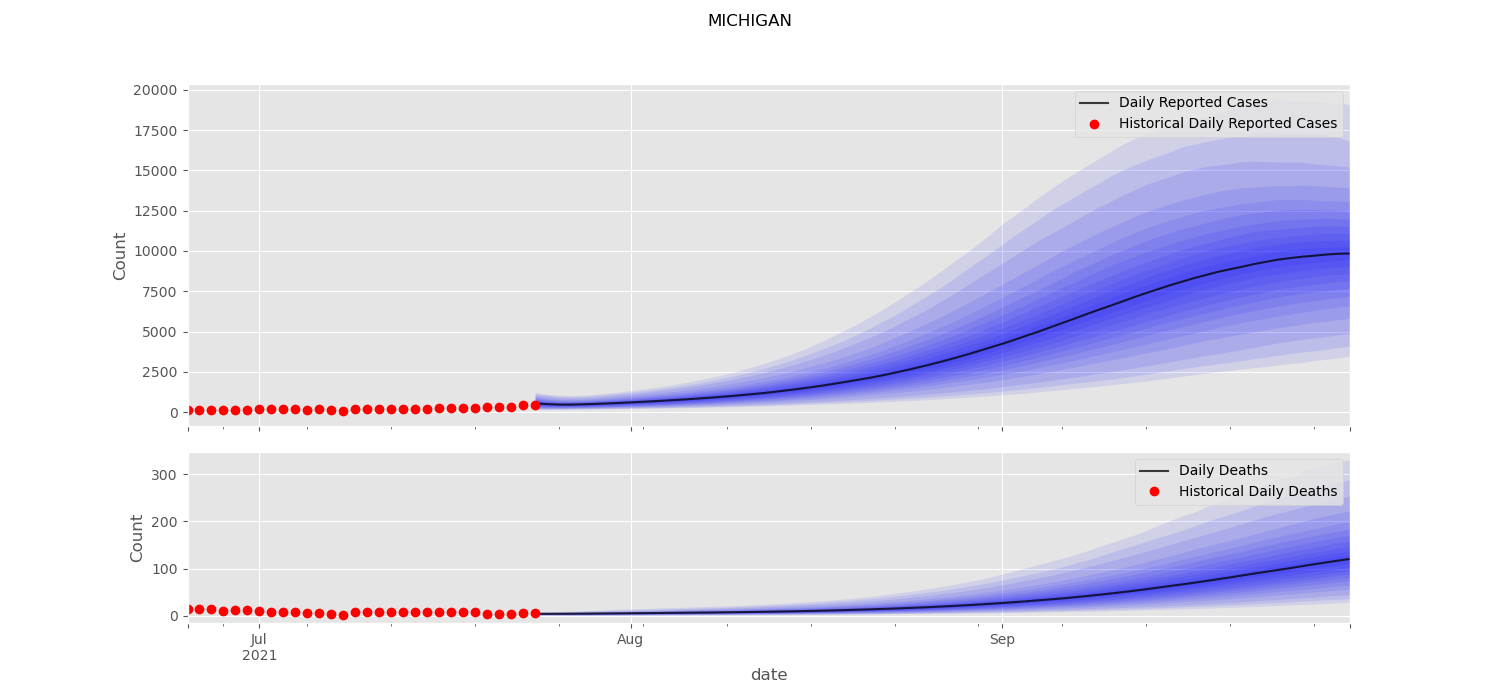 MICHIGAN
20000
17500
15000
12500
10000
7500
5000
2500
0
Count
Daily Reported Cases
Historical Daily Reported Cases
300
200
100
0
Count
Daily Deaths
Historical Daily Deaths
Jul
2021
Aug
Sep
date